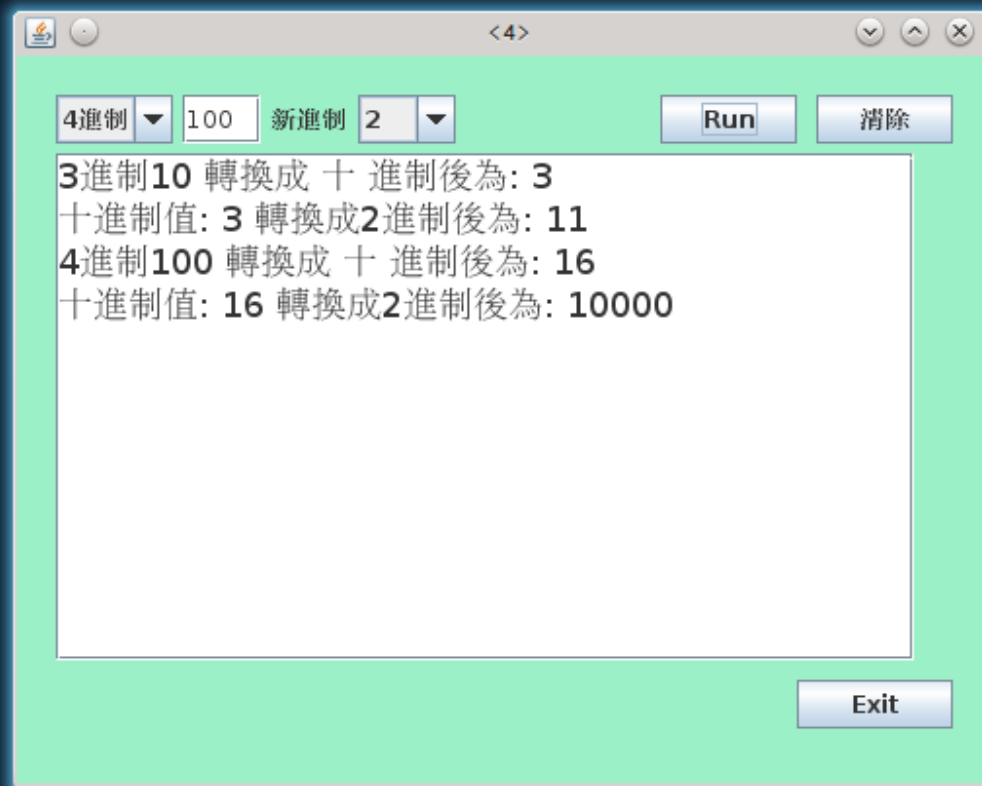 <4>
4進制 100 新進制 2 Run 清除
3進制10 轉換成 十 進制後為: 3
十進制值: 3 轉換成2進制後為: 11
4進制100 轉換成 十 進制後為: 16
十進制值: 16 轉換成2進制後為: 10000
Exit